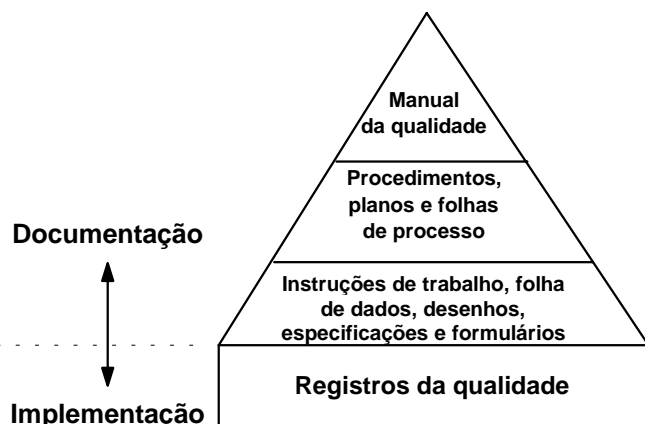 Manual
da qualidade
Procedimentos,
planos e folhas
de processo
Documentação
Instruções de trabalho, folha
de dados, desenhos,
especificações e formulários
Registros da qualidade
Implementação